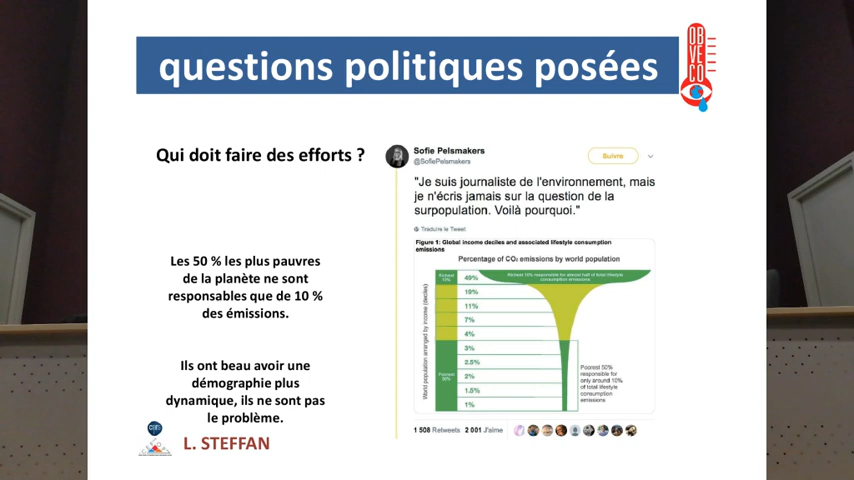 questions politiques posées
OBVECO
Qui doit faire des efforts ?
Les 50 % les plus pauvres
de la planète ne sont
responsables que de 10 %
des émissions.
Ils ont beau avoir une
démographie plus
dynamique, ils ne sont pas
le problème.
L. STEFFAN
Sofie Pelsmakers
@SofiePelsmakers
Suivre
"Je suis journaliste de l'environnement, mais
je n'écris jamais sur la question de la
surpopulation. Voilà pourquoi."
Traduire le Tweet
Figure 1: Global income deciles and associated lifestyle consumption
emissions
Percentage of CO₂ emissions by world population
World population arranged by income (deciles)
Richest
10%
49%
Richest 10% responsible for almost half of total lifestyle
consumption emissions
19%
11%
7%
4%
3%
2.5%
2%
1.5%
1%
Poorest
50%
Poorest 50%
responsible for
only around 10%
of total lifestyle
consumption
emissions
1 508 Retweets 2 001 J'aime